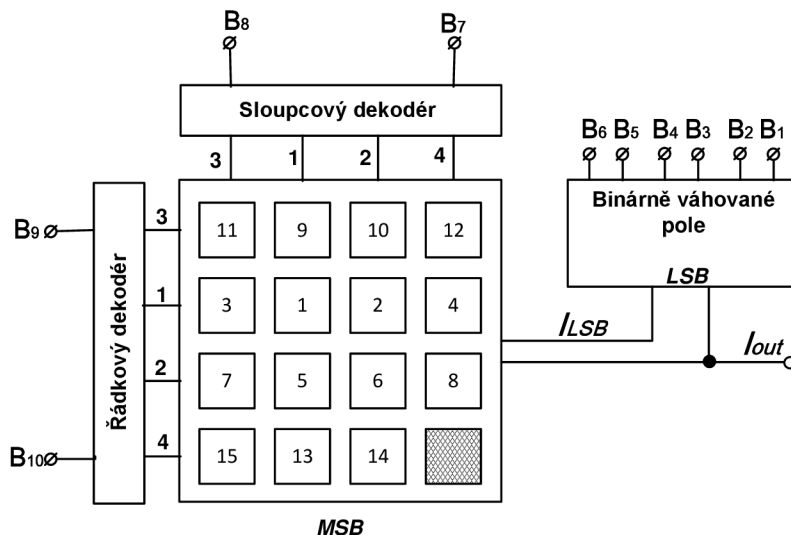 B8 B7
Sloupcový dekodér
3 1 2 4
B6 B5 B4 B3 B2 B1
Binárně váhované
pole
LSB
B9
B10
Řádkový dekodér
3
1
2
4
11 9 10 12
3 1 2 4
7 5 6 8
15 13 14
ILSB
Iout
MSB